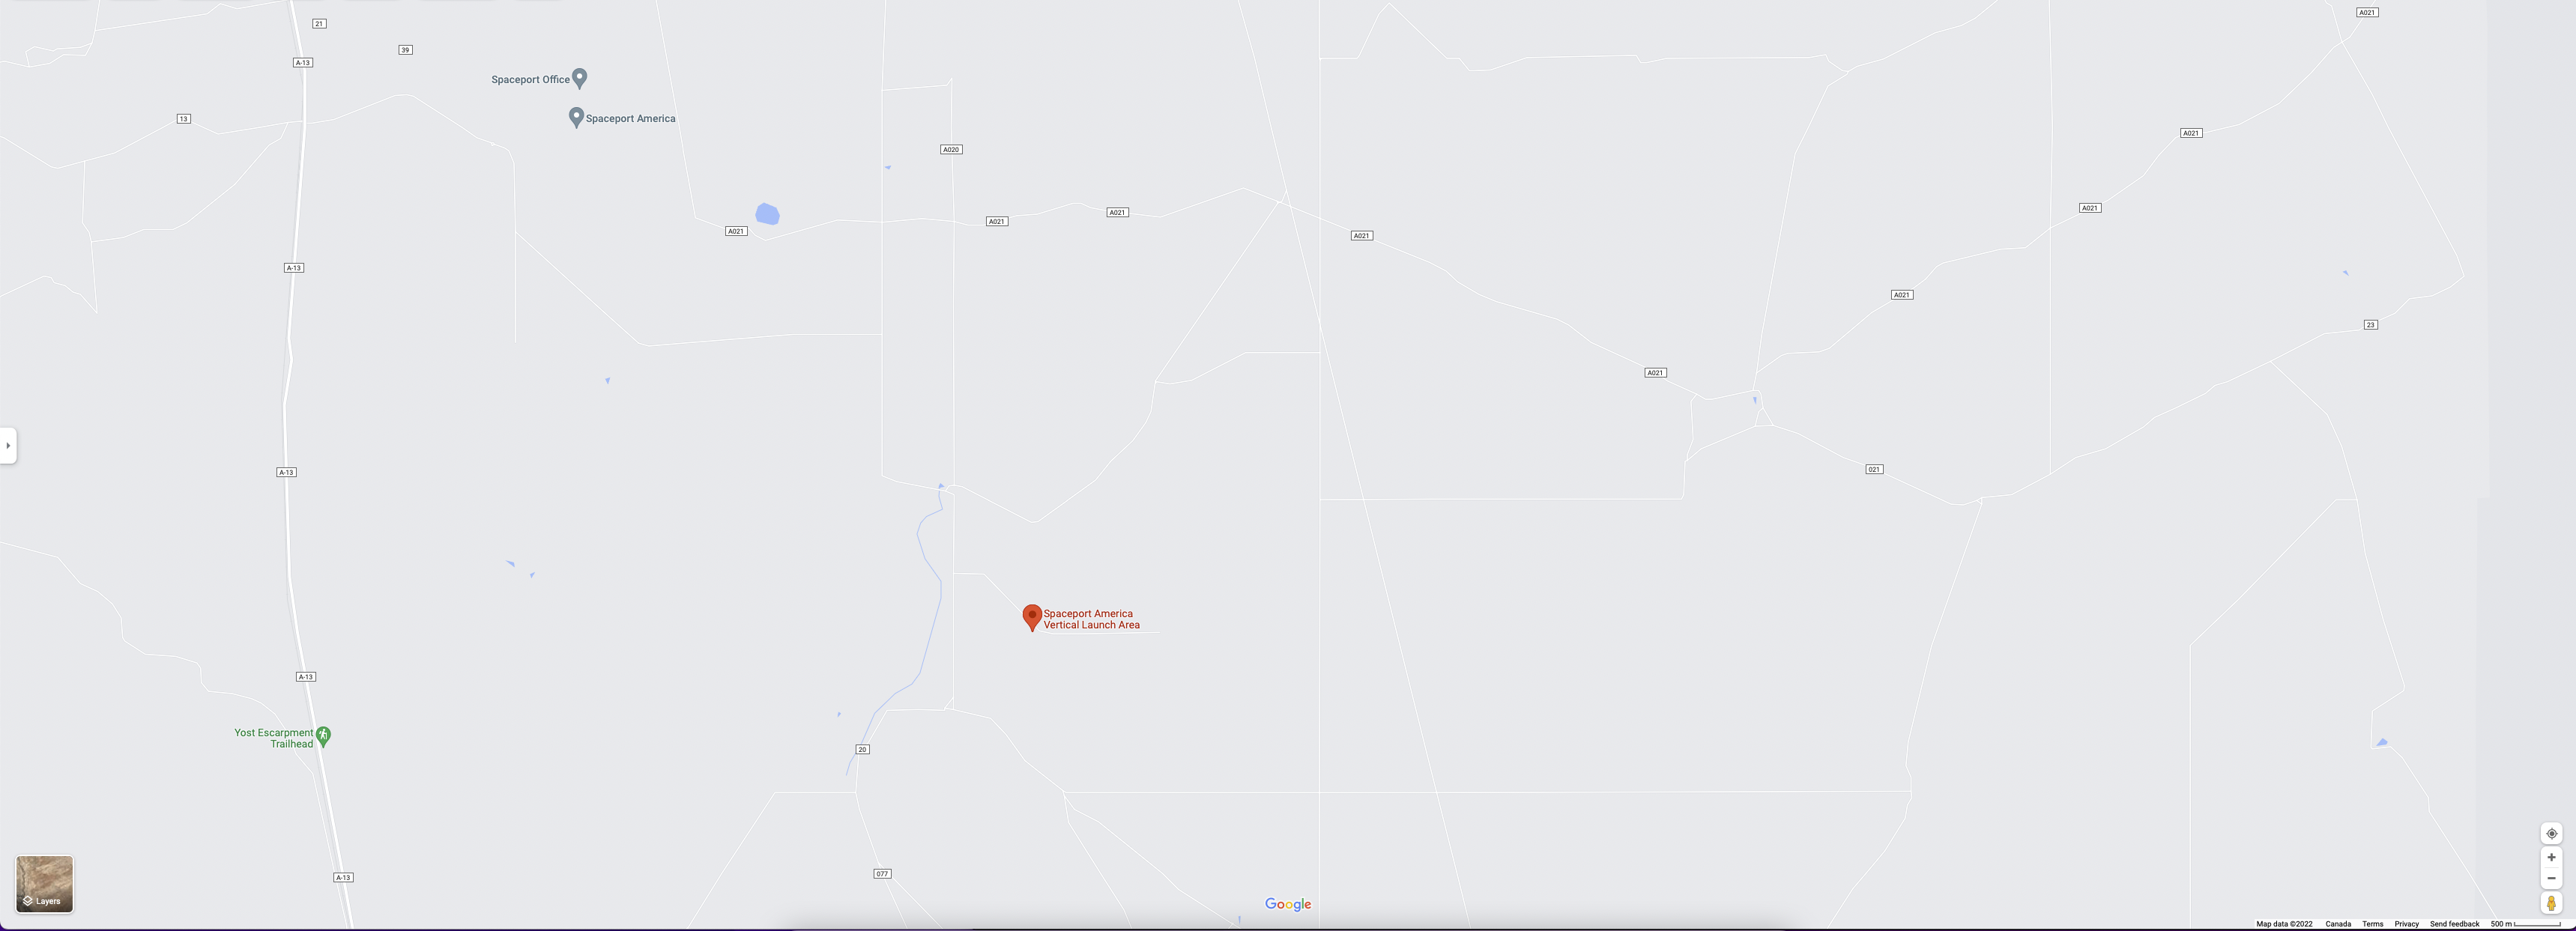 A021
21
39
A-13
Spaceport Office
Spaceport America
13
A021
A020
A021
A021
A021
A021
A021
A-13
A021
23
A021
021
A-13
Spaceport America
Vertical Launch Area
A-13
Yost Escarpment
Trailhead
20
077
A-13
Layers
Google
Map data ©2022 Canada Terms Privacy Send feedback 500 m